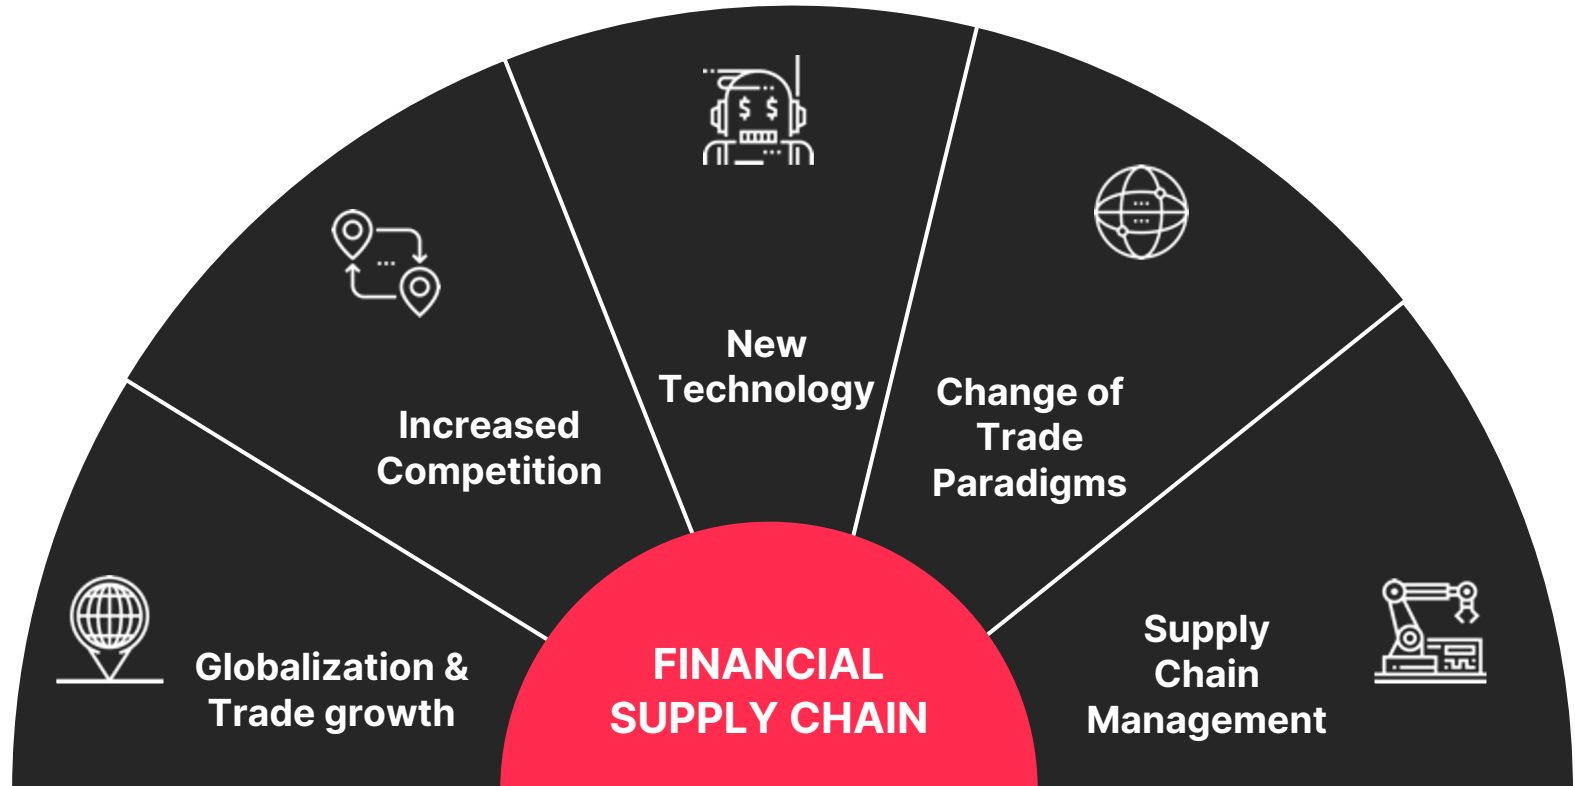 Globalization &
Trade growth
Increased
Competition
New
Technology
Change of
Trade
Paradigms
Supply
Chain
Management
FINANCIAL
SUPPLY CHAIN